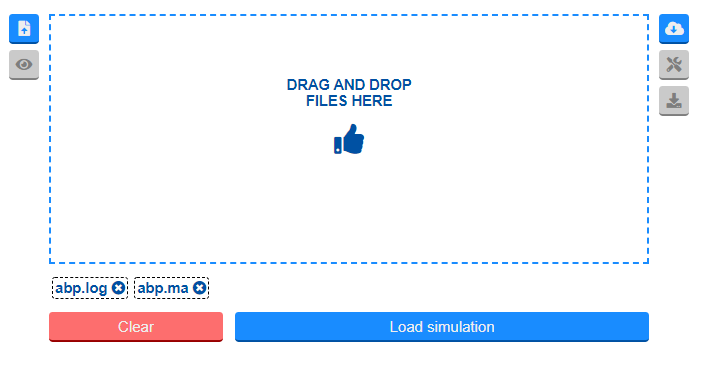 DRAG AND DROP
FILES HERE
abp.log abp.ma
Clear Load simulation